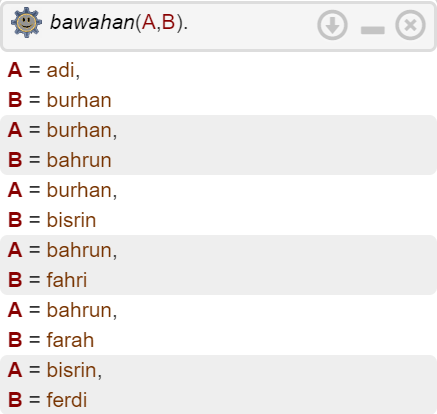 bawahan(A,B).
A = adi,
B = burhan
A = burhan,
B = bahrun
A = burhan,
B = bisrin
A = bahrun,
B = fahri
A = bahrun,
B = farah
A = bisrin,
B = ferdi